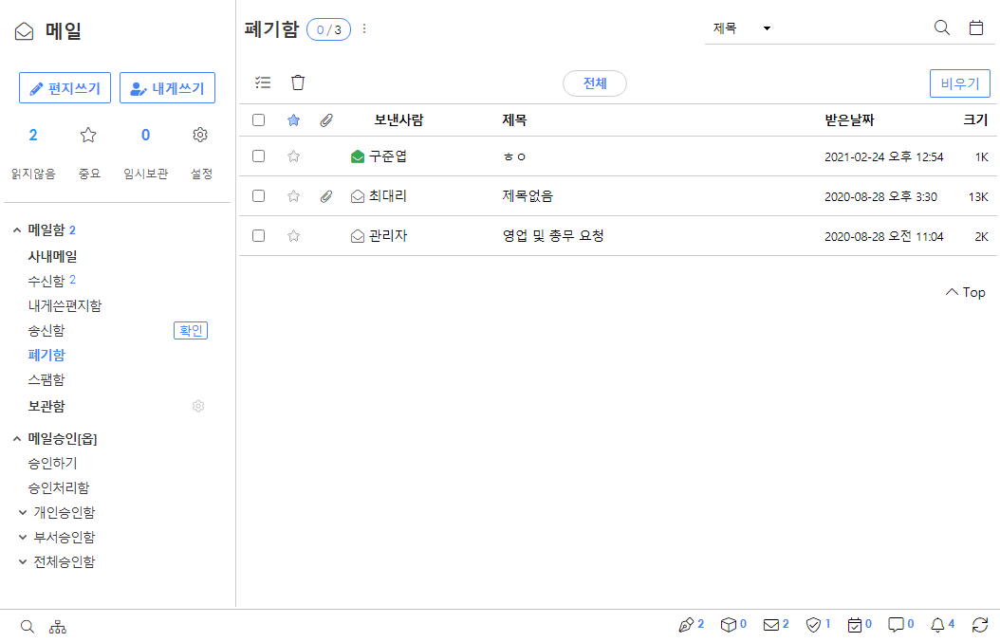 메일
편지쓰기 내게쓰기
2 0
읽지않음 중요 임시보관 설정
메일함 2
사내메일
수신함 2
내게쓴편지함
송신함 확인
폐기함
스팸함
보관함
메일승인[옵]
승인하기
승인처리함
개인승인함
부서승인함
전체승인함
폐기함 0 / 3
제목
전체 비우기
보낸사람 제목 받은날짜 크기
구준엽 ㅎㅇ 2021-02-24 오후 12:54 1K
최대리 제목없음 2020-08-28 오후 3:30 13K
관리자 영업 및 총무 요청 2020-08-28 오전 11:04 2K
Top
2 0 2 1 0 0 4